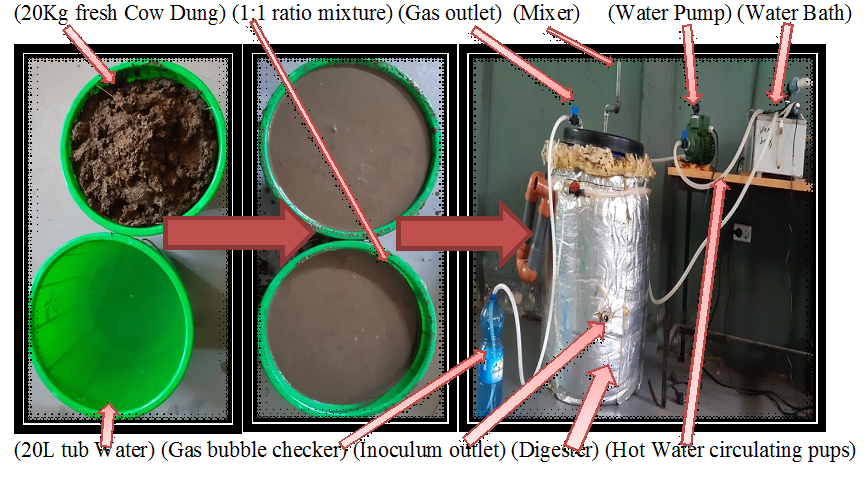 (20Kg fresh Cow Dung) (1:1 ratio mixture) (Gas outlet) (Mixer) (Water Pump) (Water Bath)
(20L tub Water) (Gas bubble checker) (Inoculum outlet) (Digester) (Hot Water circulating pups)